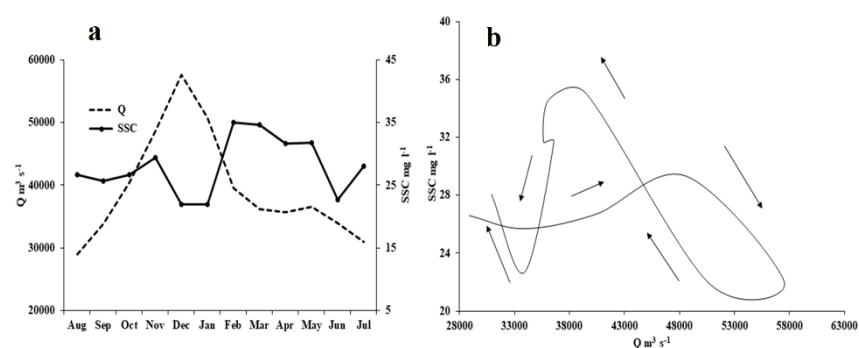 a
60000
50000
40000
30000
20000
Q m³ s⁻¹
Q
SSC
45
35
25
15
5
SSC mg l⁻¹
Aug Sep Oct Nov Dec Jan Feb Mar Apr May Jun Jul
b
40
36
32
28
24
20
SSC mg l⁻¹
28000 33000 38000 43000 48000 53000 58000 63000
Q m³ s⁻¹